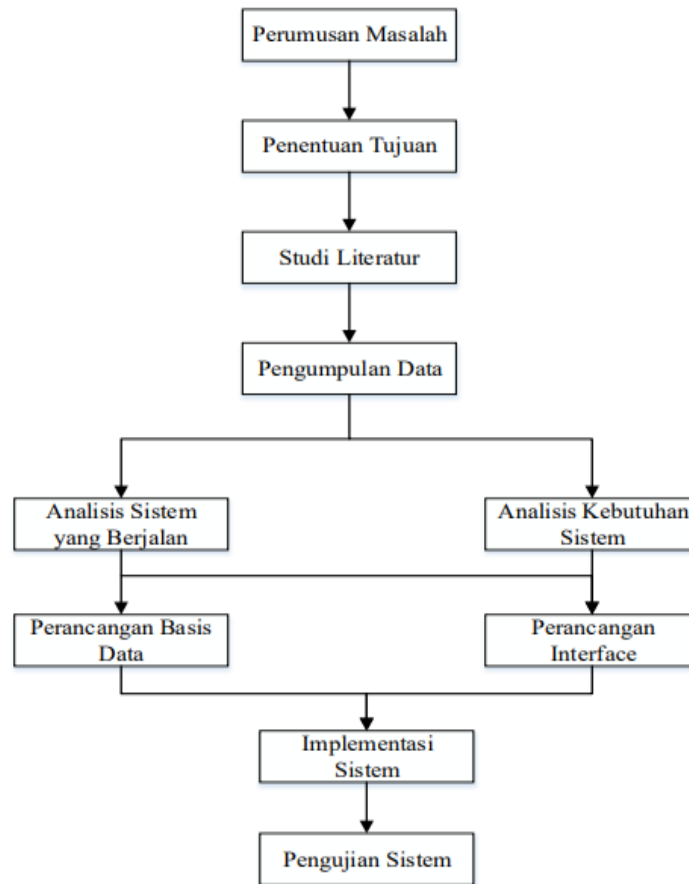 Perumusan Masalah
Penentuan Tujuan
Studi Literatur
Pengumpulan Data
Analisis Sistem
yang Berjalan
Analisis Kebutuhan
Sistem
Perancangan Basis
Data
Perancangan
Interface
Implementasi
Sistem
Pengujian Sistem